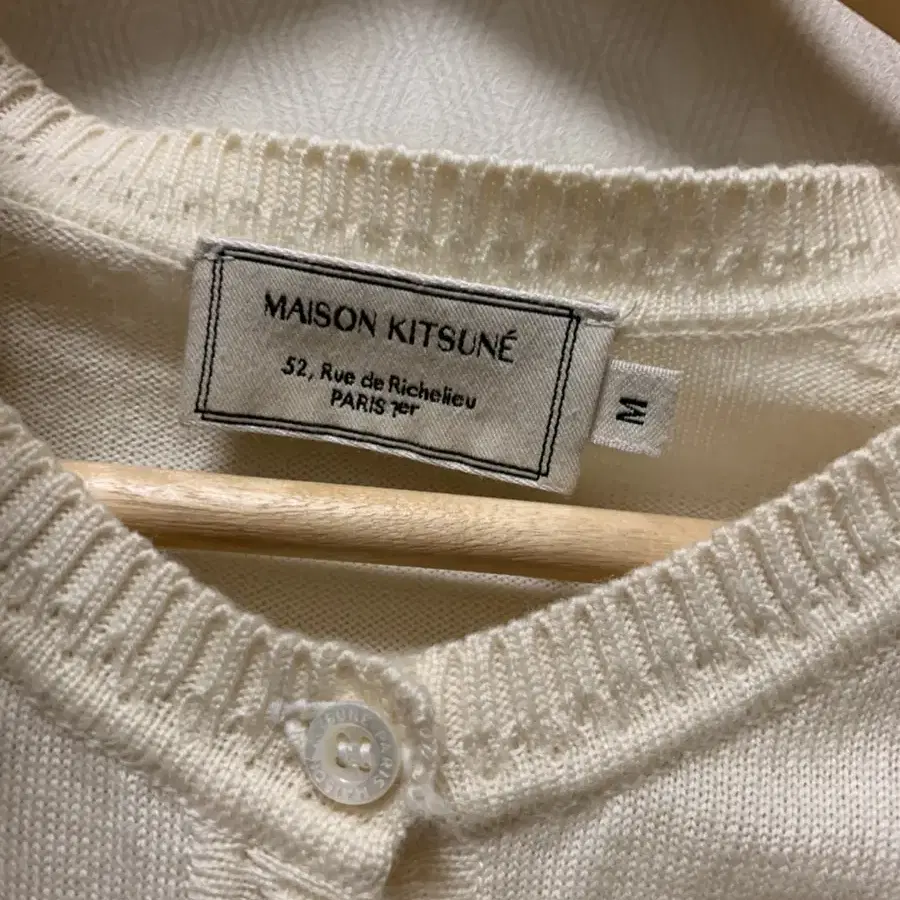 MAISON KITSUNÉ
52, Rue de Richelieu
PARIS 1er
M